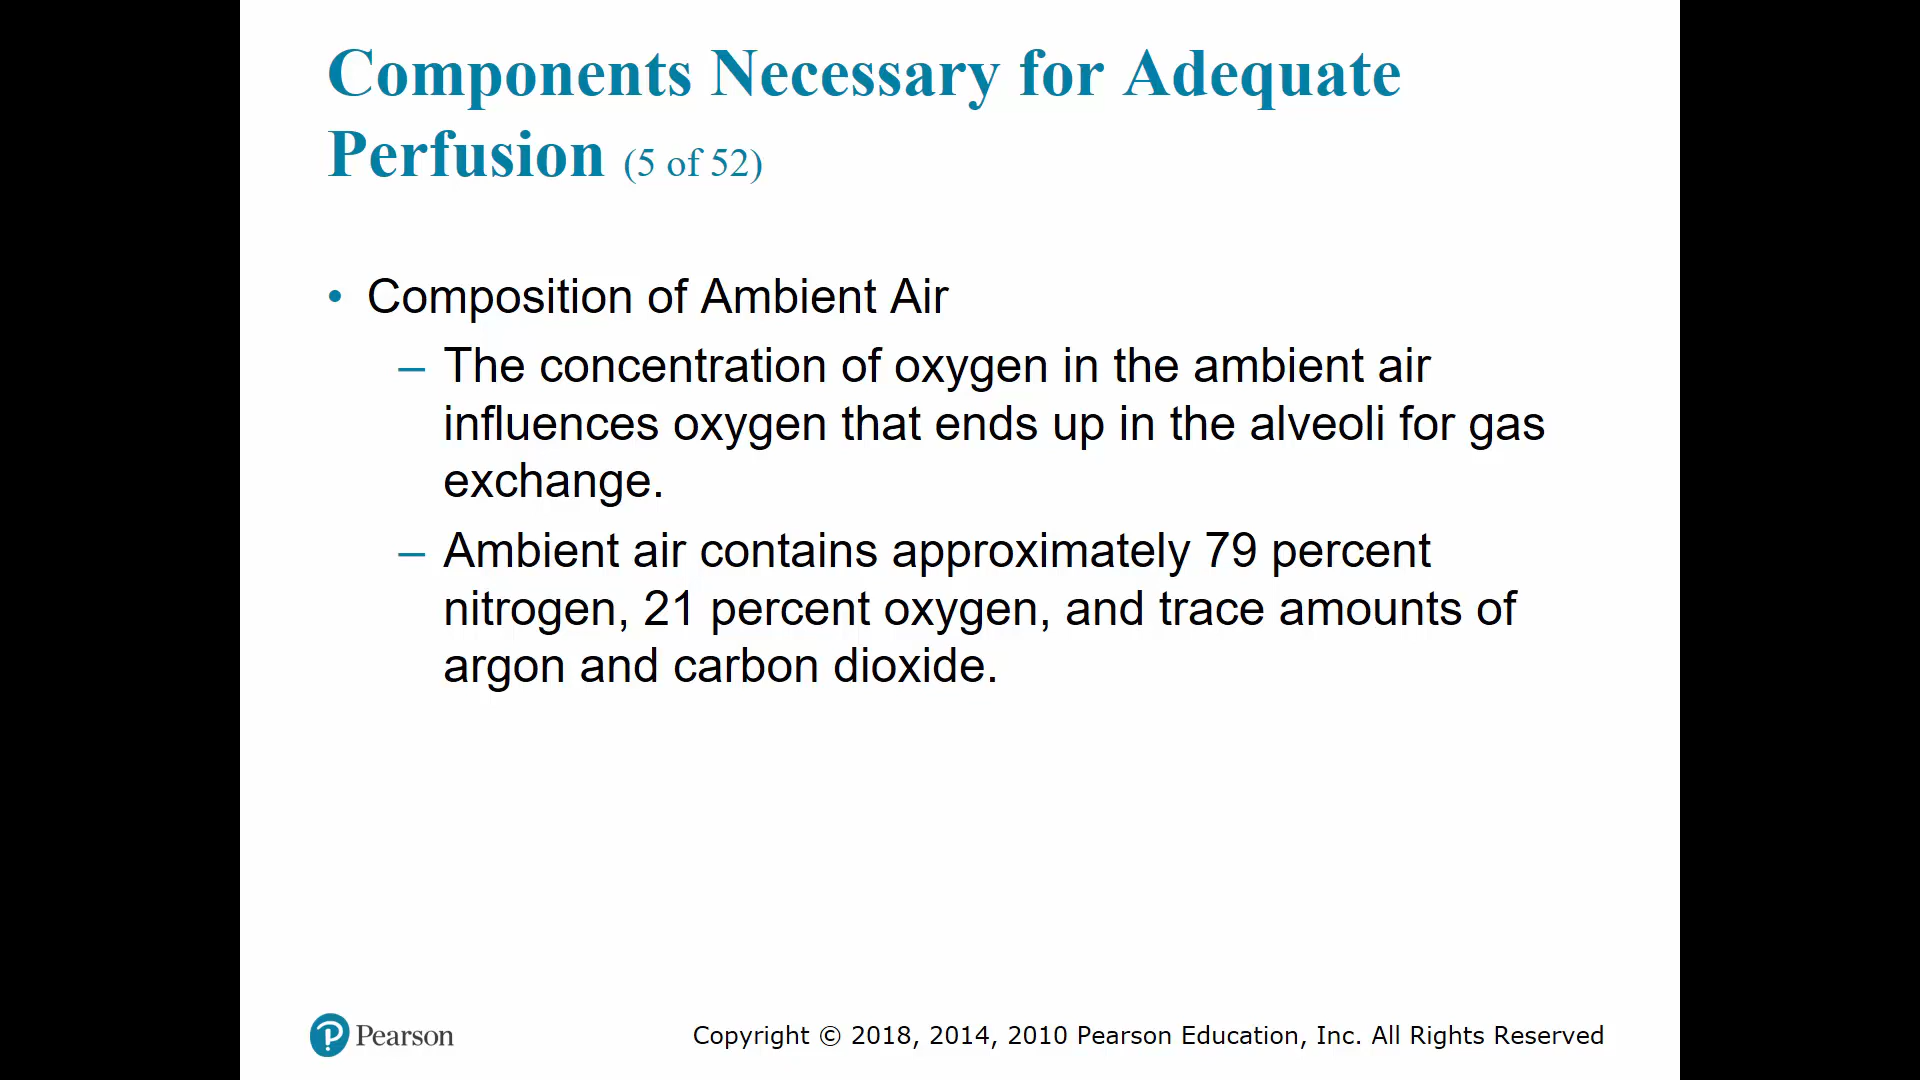 Components Necessary for Adequate
Perfusion (5 of 52)
• Composition of Ambient Air
– The concentration of oxygen in the ambient air
influences oxygen that ends up in the alveoli for gas
exchange.
– Ambient air contains approximately 79 percent
nitrogen, 21 percent oxygen, and trace amounts of
argon and carbon dioxide.
Pearson
Copyright © 2018, 2014, 2010 Pearson Education, Inc. All Rights Reserved